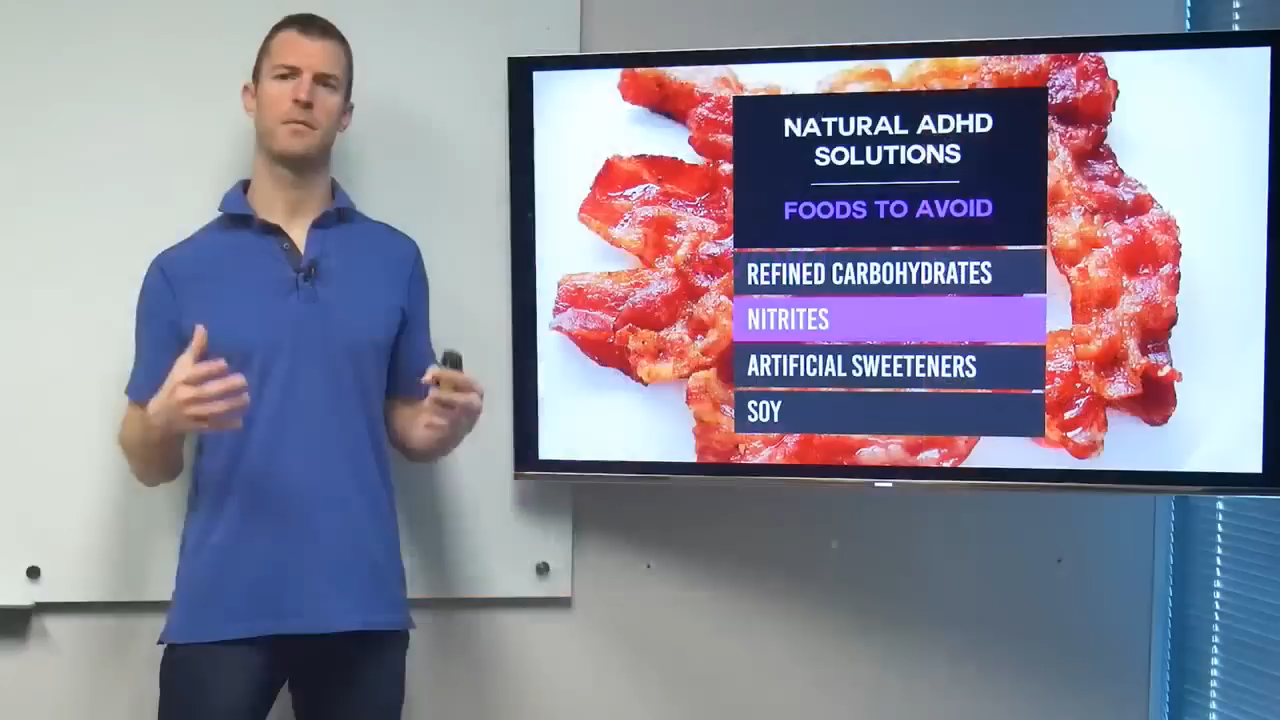 NATURAL ADHD
SOLUTIONS
FOODS TO AVOID
REFINED CARBOHYDRATES
NITRITES
ARTIFICIAL SWEETENERS
SOY